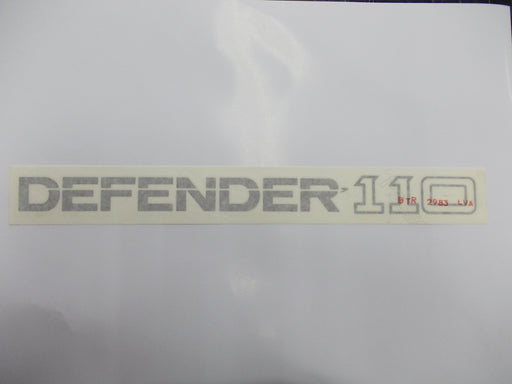 DEFENDER 110
BTR 2983 LVA